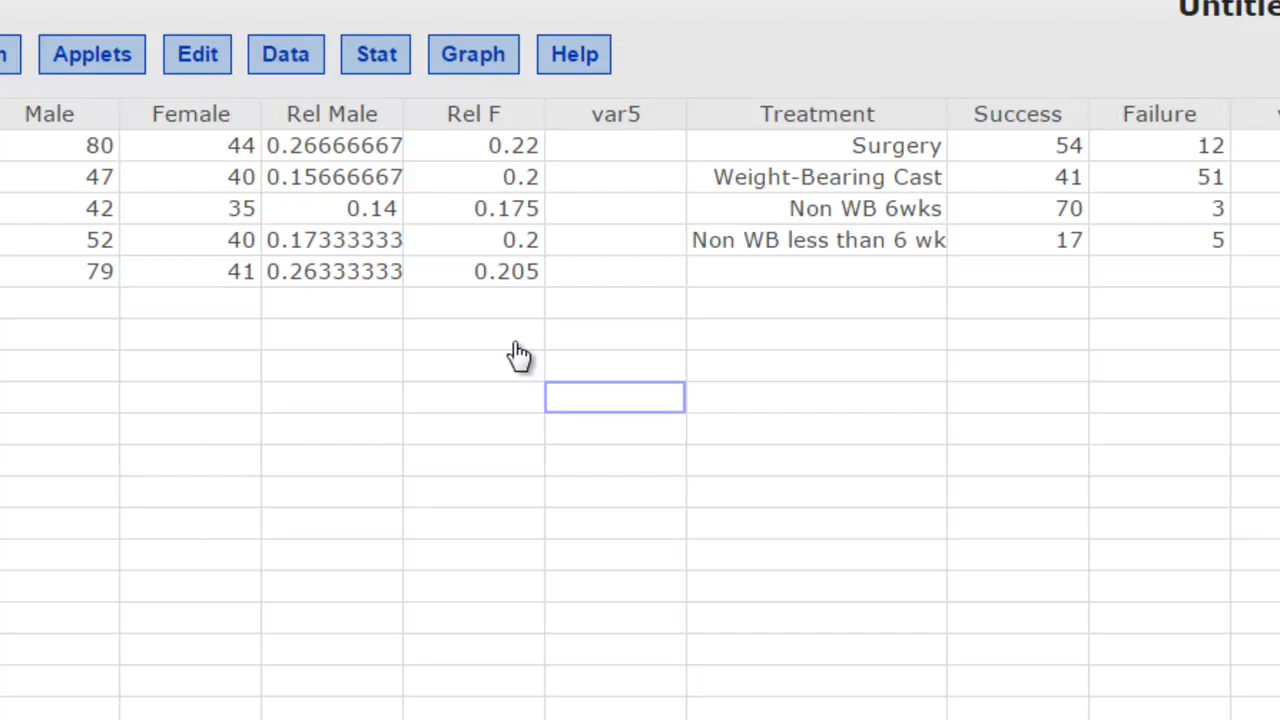 Untitle
Applets Edit Data Stat Graph Help
Male Female Rel Male Rel F var5 Treatment Success Failure
80 44 0.26666667 0.22 Surgery 54 12
47 40 0.15666667 0.2 Weight-Bearing Cast 41 51
42 35 0.14 0.175 Non WB 6wks 70 3
52 40 0.17333333 0.2 Non WB less than 6 wk 17 5
79 41 0.26333333 0.205